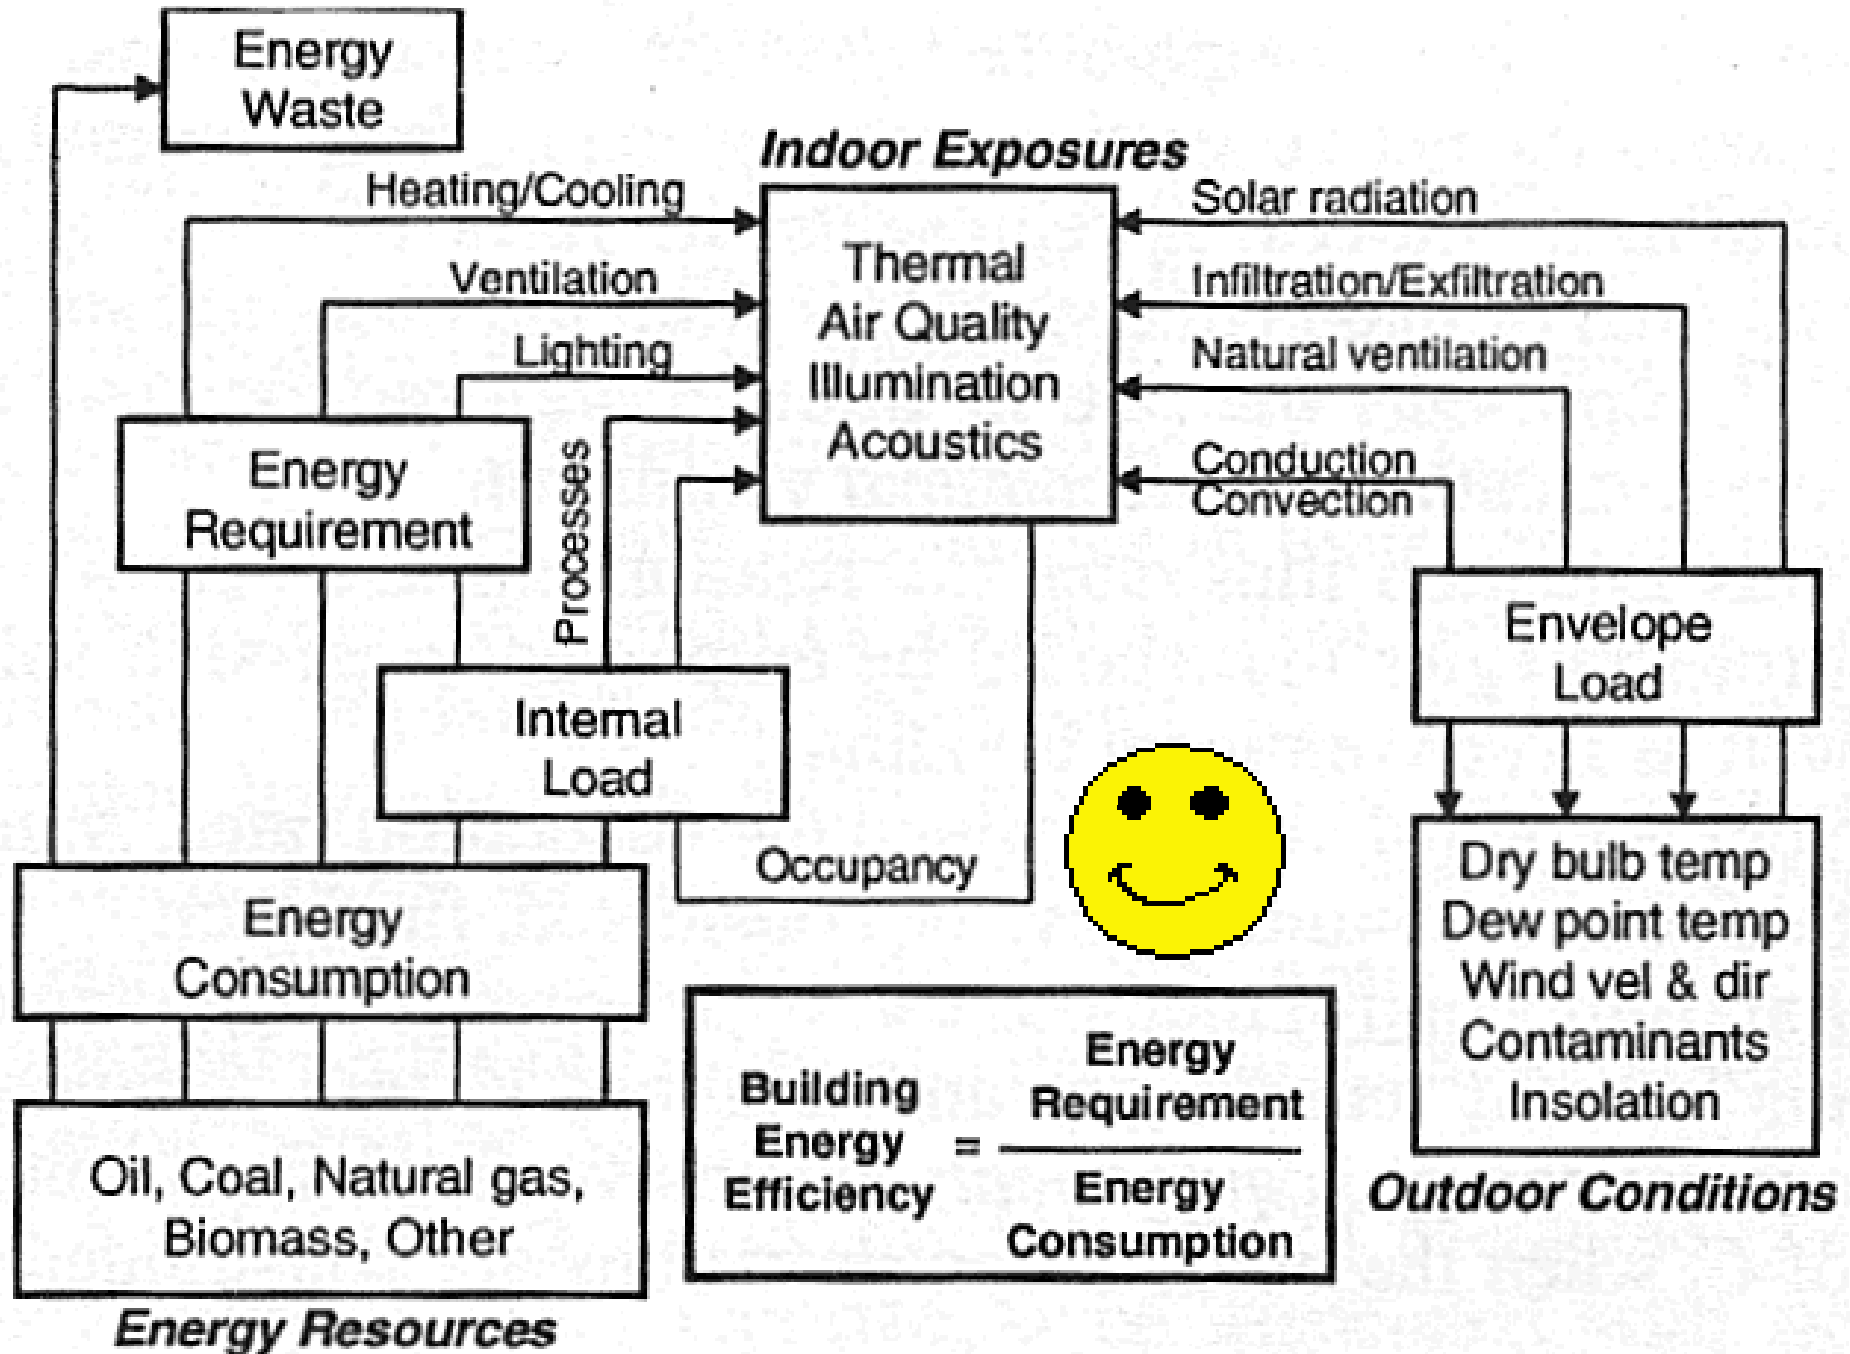 Energy
Waste
Indoor Exposures
Heating/Cooling
Ventilation
Lighting
Processes
Thermal
Air Quality
Illumination
Acoustics
Solar radiation
Infiltration/Exfiltration
Natural ventilation
Conduction
Convection
Energy
Requirement
Internal
Load
Envelope
Load
Occupancy
Energy
Consumption
Dry bulb temp
Dew point temp
Wind vel & dir
Contaminants
Insolation
Outdoor Conditions
Building
Energy
Efficiency
=
Energy
Requirement
Energy
Consumption
Oil, Coal, Natural gas,
Biomass, Other
Energy Resources